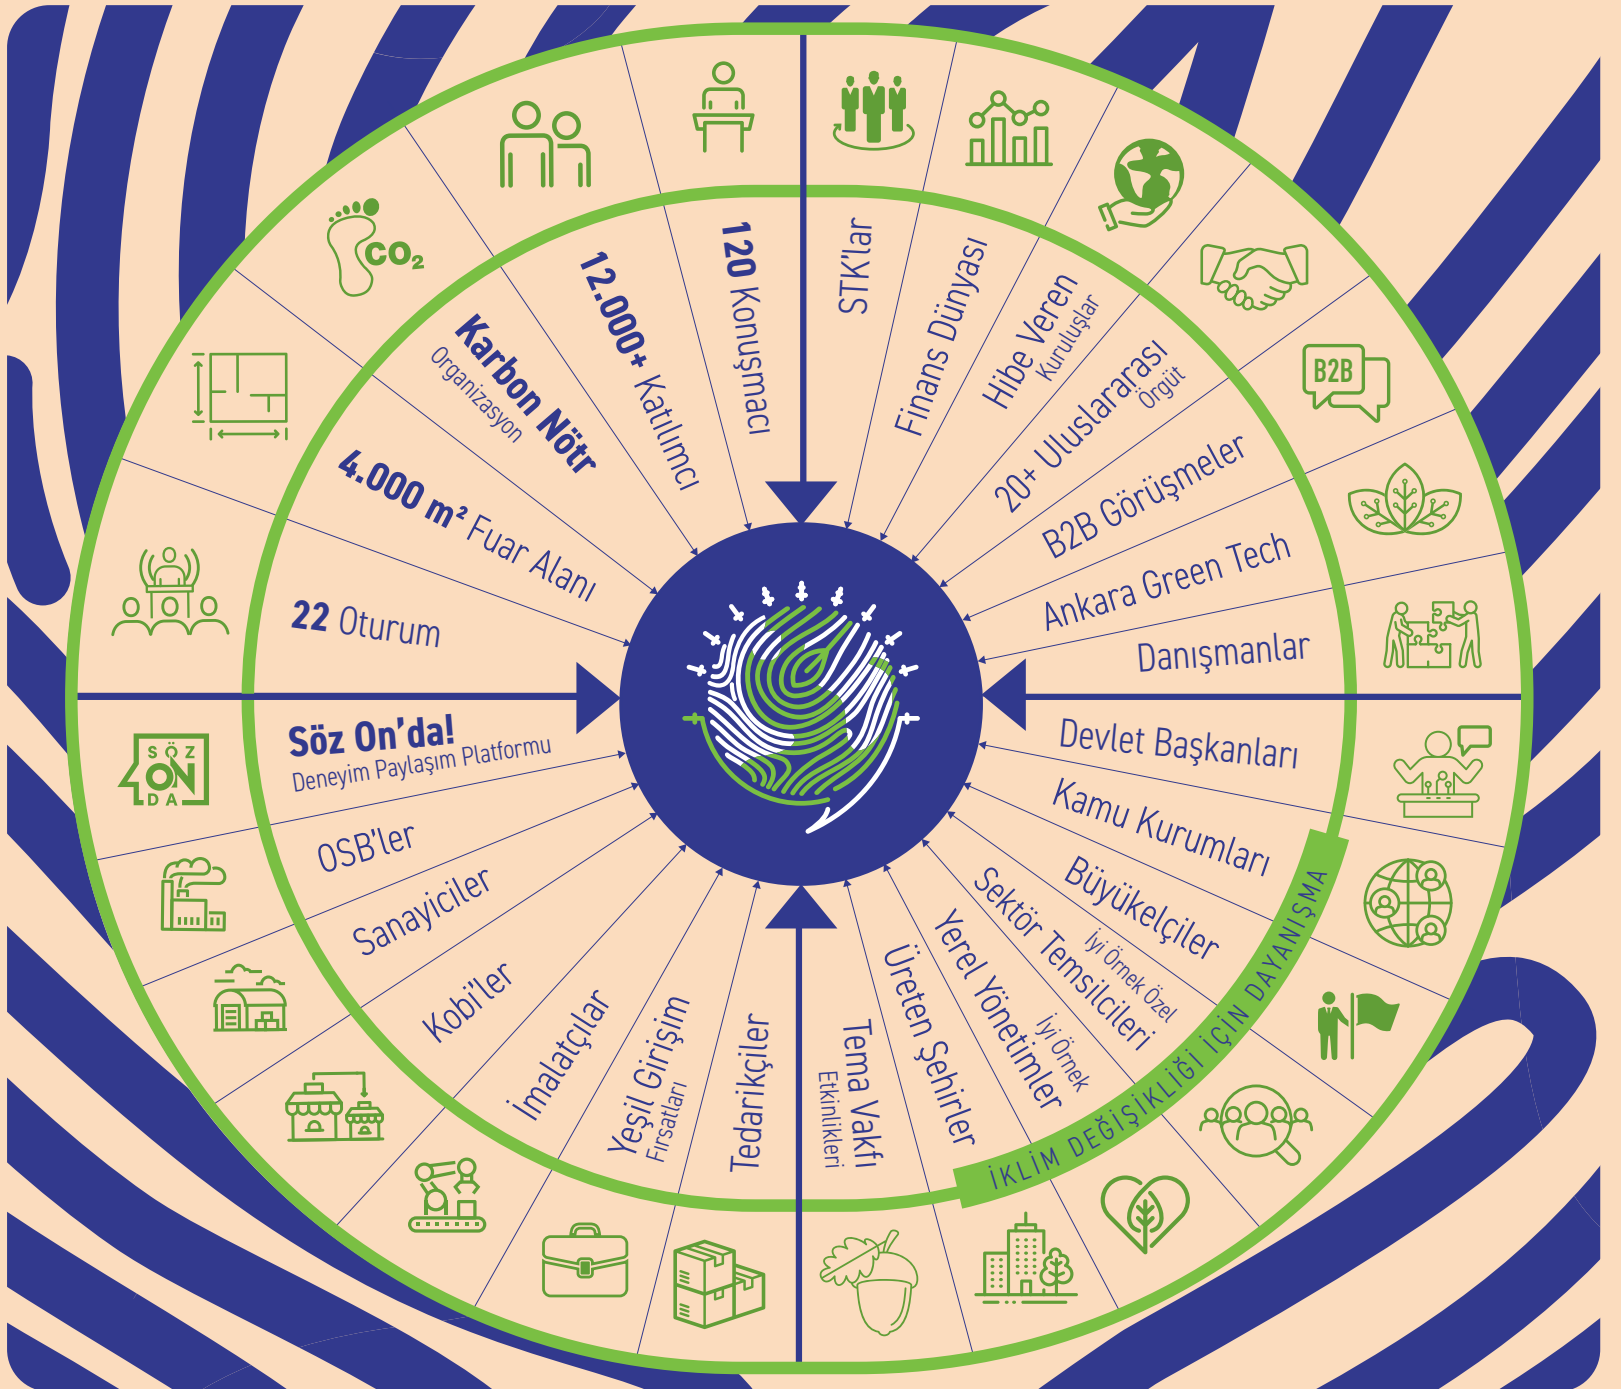 STK'lar
Finans Dünyası
Hibe Veren
Kuruluşlar
20+ Uluslararası
Örgüt
B2B
B2B Görüşmeler
Ankara Green Tech
Danışmanlar
Devlet Başkanları
Kamu Kurumları
Büyükelçiler
İyi Örnek Özel
Sektör Temsilcileri
İyi Örnek
Yerel Yönetimler
Üreten Şehirler
Tema Vakfı
Etkinlikleri
İKLİM DEĞİŞİKLİĞİ İÇİN DAYANIŞMA
Tedarikçiler
Yeşil Girişim
Fırsatları
İmalatçılar
Kobi'ler
Sanayiciler
OSB'ler
SÖZ
ON
DA
Söz On'da!
Deneyim Paylaşım Platformu
22 Oturum
4.000 m² Fuar Alanı
CO₂
Karbon Nötr
Organizasyon
12.000+ Katılımcı
120 Konuşmacı